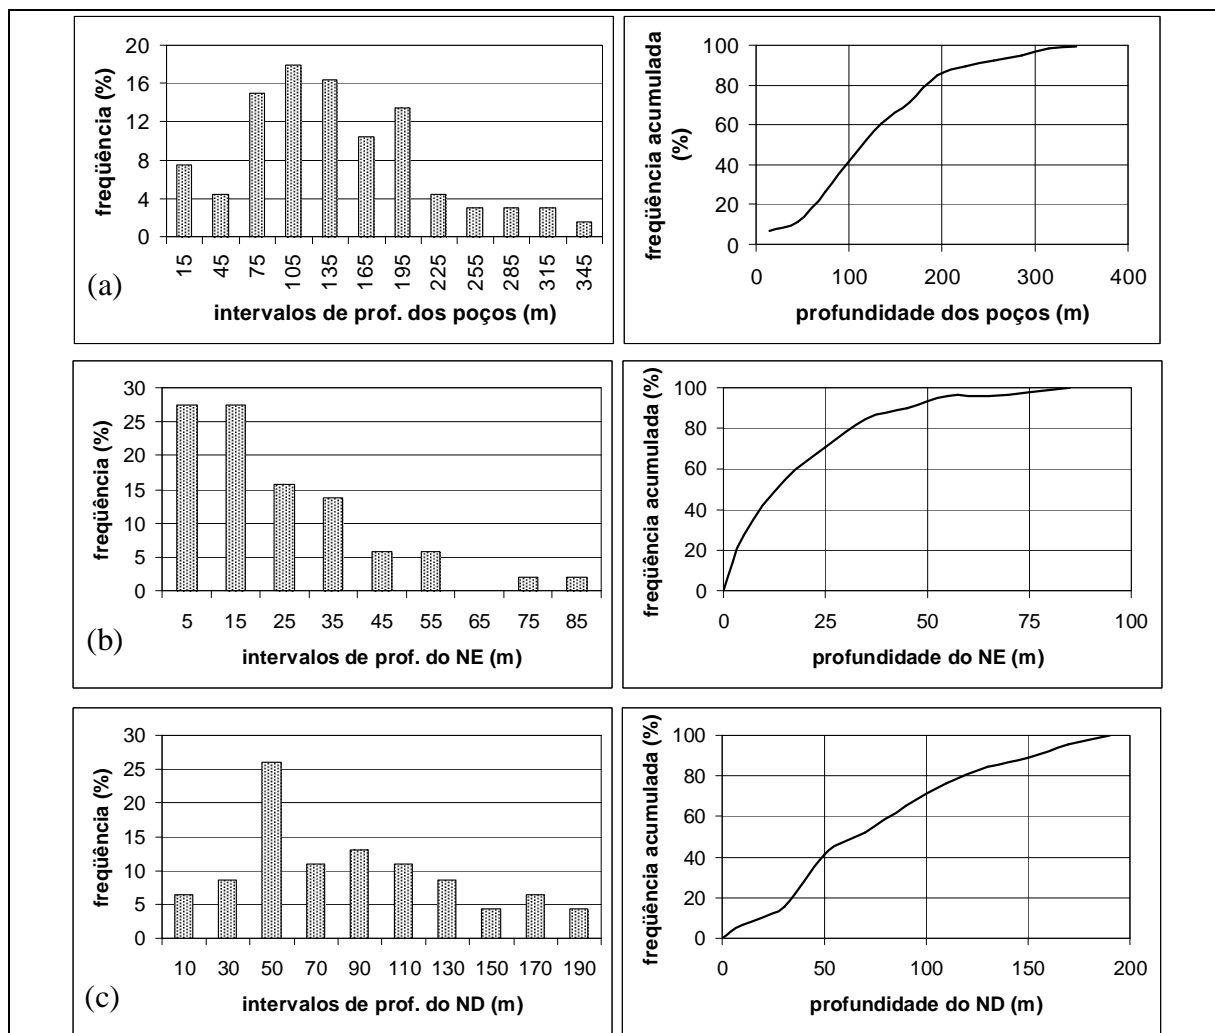 20
16
12
8
4
0
freqüência (%)
15 45 75 105 135 165 195 225 255 285 315 345
intervalos de prof. dos poços (m)
(a)
100
80
60
40
20
0
freqüência acumulada
(%)
0 100 200 300 400
profundidade dos poços (m)
30
25
20
15
10
5
0
freqüência (%)
5 15 25 35 45 55 65 75 85
intervalos de prof. do NE (m)
(b)
100
80
60
40
20
0
freqüência acumulada (%)
0 25 50 75 100
profundidade do NE (m)
30
25
20
15
10
5
0
freqüência (%)
10 30 50 70 90 110 130 150 170 190
intervalos de prof. do ND (m)
(c)
100
80
60
40
20
0
freqüência acumulada (%)
0 50 100 150 200
profundidade do ND (m)